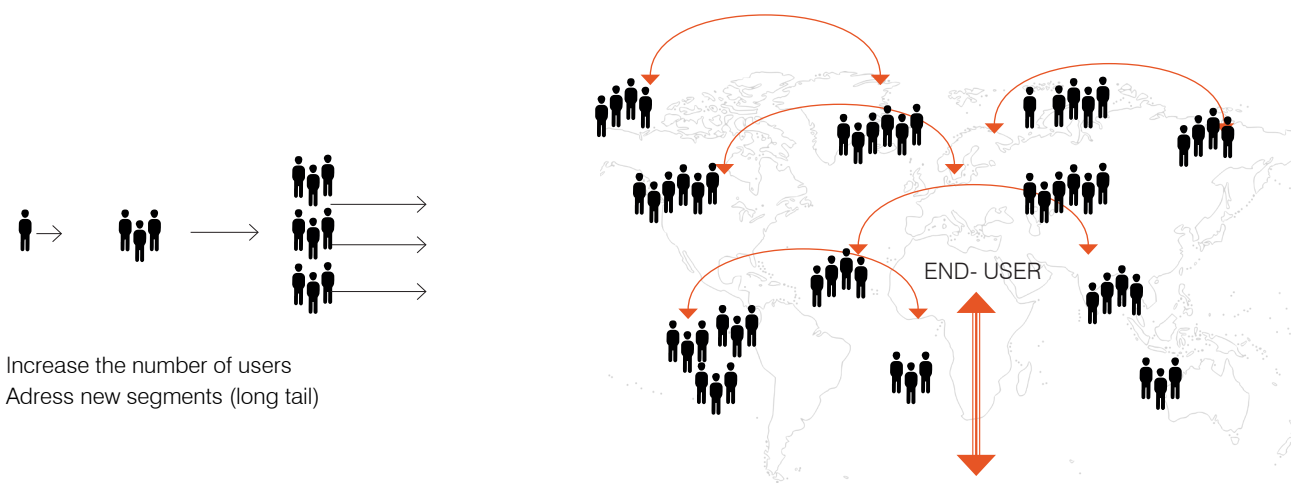 Increase the number of users
Adress new segments (long tail)
END- USER